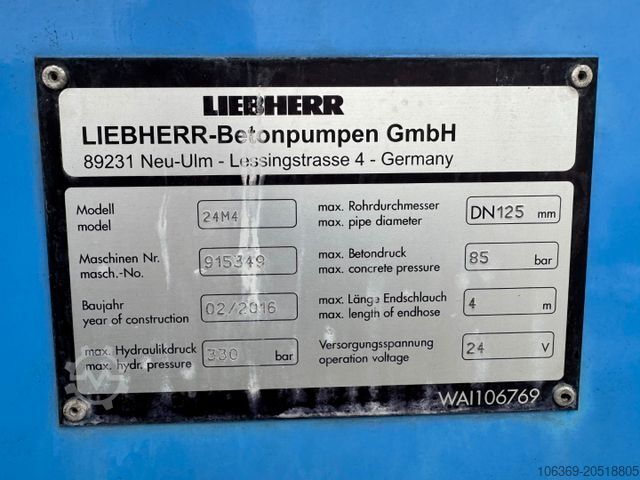 LIEBHERR
LIEBHERR-Betonpumpen GmbH
89231 Neu-Ulm - Lessingstrasse 4 - Germany
Modell
model
24M4
Maschinen Nr.
masch.-No.
915349
Baujahr
year of construction
02/2016
max. Hydraulikdruck
max. hydr. pressure
330 bar
max. Rohrdurchmesser
max. pipe diameter
DN125 mm
max. Betondruck
max. concrete pressure
85 bar
max. Länge Endschlauch
max. length of endhose
4 m
Versorgungsspannung
operation voltage
24 V
WAI106769
106369-20518805